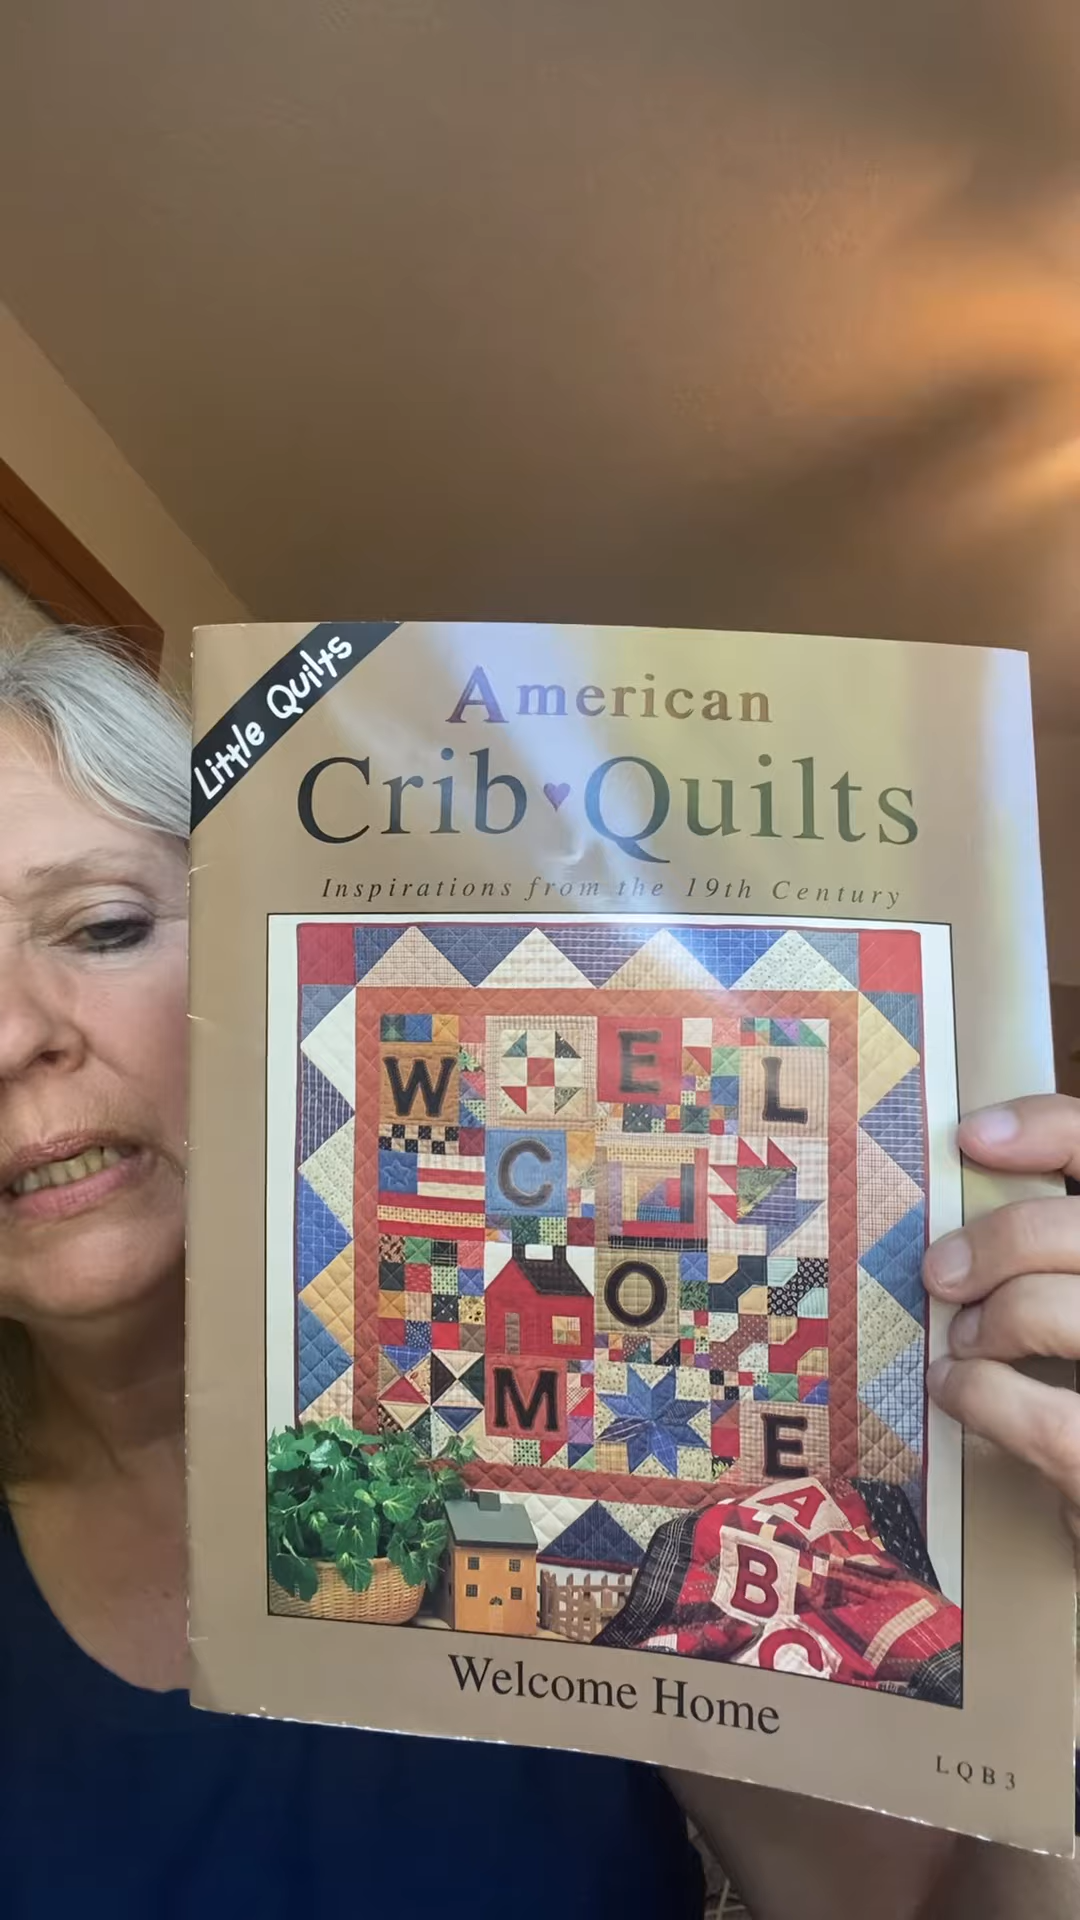 Little Quilts
American
Crib Quilts
Inspirations from the 19th Century
W E L
C
O
M E
A
B
C
Welcome Home
LQB3